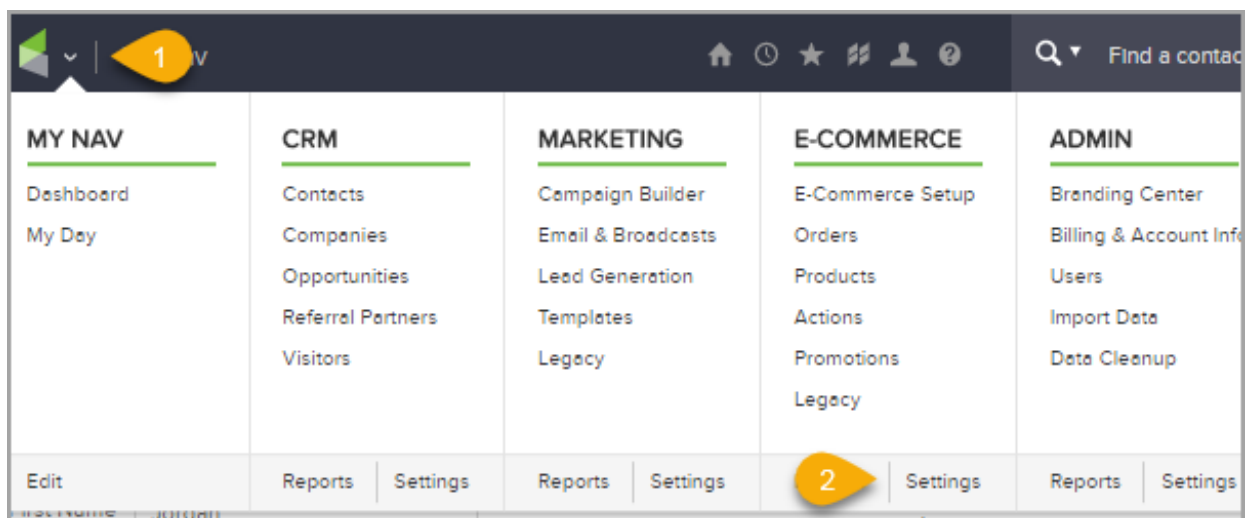 1
Find a contac
MY NAV
Dashboard
My Day
Edit
CRM
Contacts
Companies
Opportunities
Referral Partners
Visitors
Reports Settings
MARKETING
Campaign Builder
Email & Broadcasts
Lead Generation
Templates
Legacy
Reports Settings
E-COMMERCE
E-Commerce Setup
Orders
Products
Actions
Promotions
Legacy
2 Settings
ADMIN
Branding Center
Billing & Account Info
Users
Import Data
Data Cleanup
Reports Settings